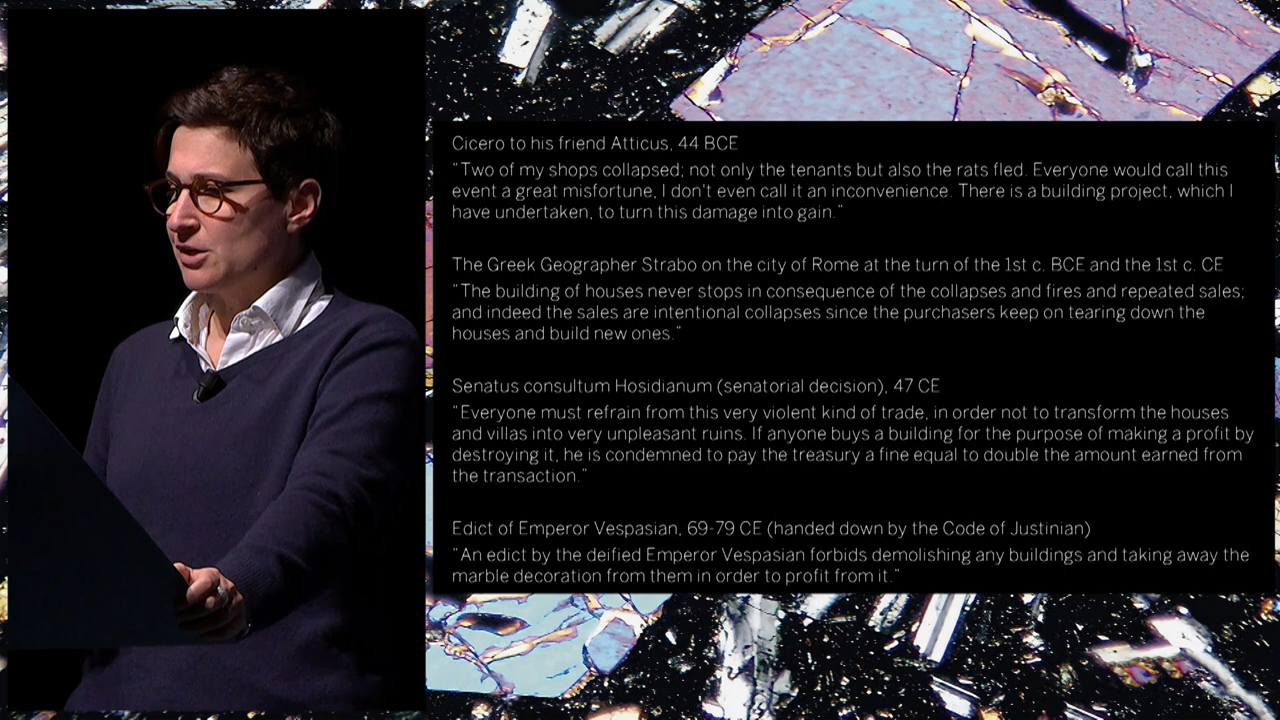 Cicero to his friend Atticus, 44 BCE
"Two of my shops collapsed; not only the tenants but also the rats fled. Everyone would call this
event a great misfortune, I don't even call it an inconvenience. There is a building project, which I
have undertaken, to turn this damage into gain."
The Greek Geographer Strabo on the city of Rome at the turn of the 1st c. BCE and the 1st c. CE
"The building of houses never stops in consequence of the collapses and fires and repeated sales;
and indeed the sales are intentional collapses since the purchasers keep on tearing down the
houses and build new ones."
Senatus consultum Hosidianum (senatorial decision), 47 CE
"Everyone must refrain from this very violent kind of trade, in order not to transform the houses
and villas into very unpleasant ruins. If anyone buys a building for the purpose of making a profit by
destroying it, he is condemned to pay the treasury a fine equal to double the amount earned from
the transaction."
Edict of Emperor Vespasian, 69-79 CE (handed down by the Code of Justinian)
"An edict by the deified Emperor Vespasian forbids demolishing any buildings and taking away the
marble decoration from them in order to profit from it."